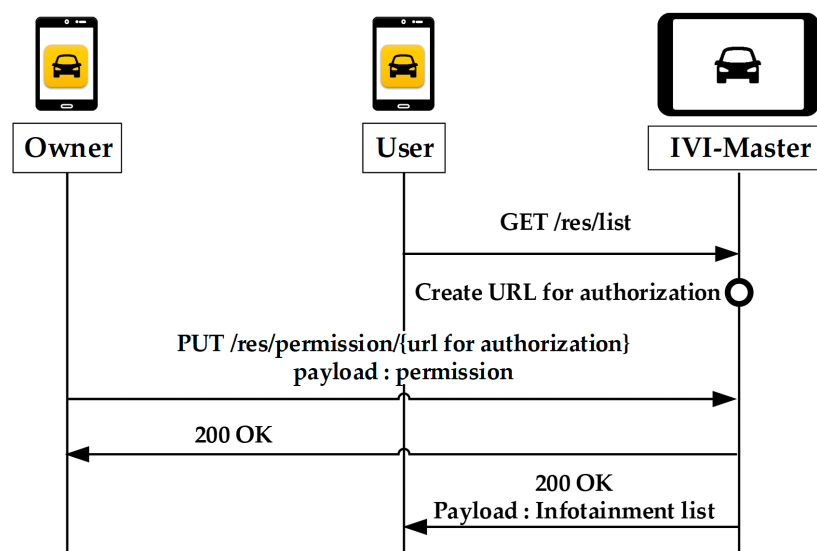 Owner
User
IVI-Master
GET /res/list
Create URL for authorization
PUT /res/permission/{url for authorization}
payload : permission
200 OK
200 OK
Payload : Infotainment list